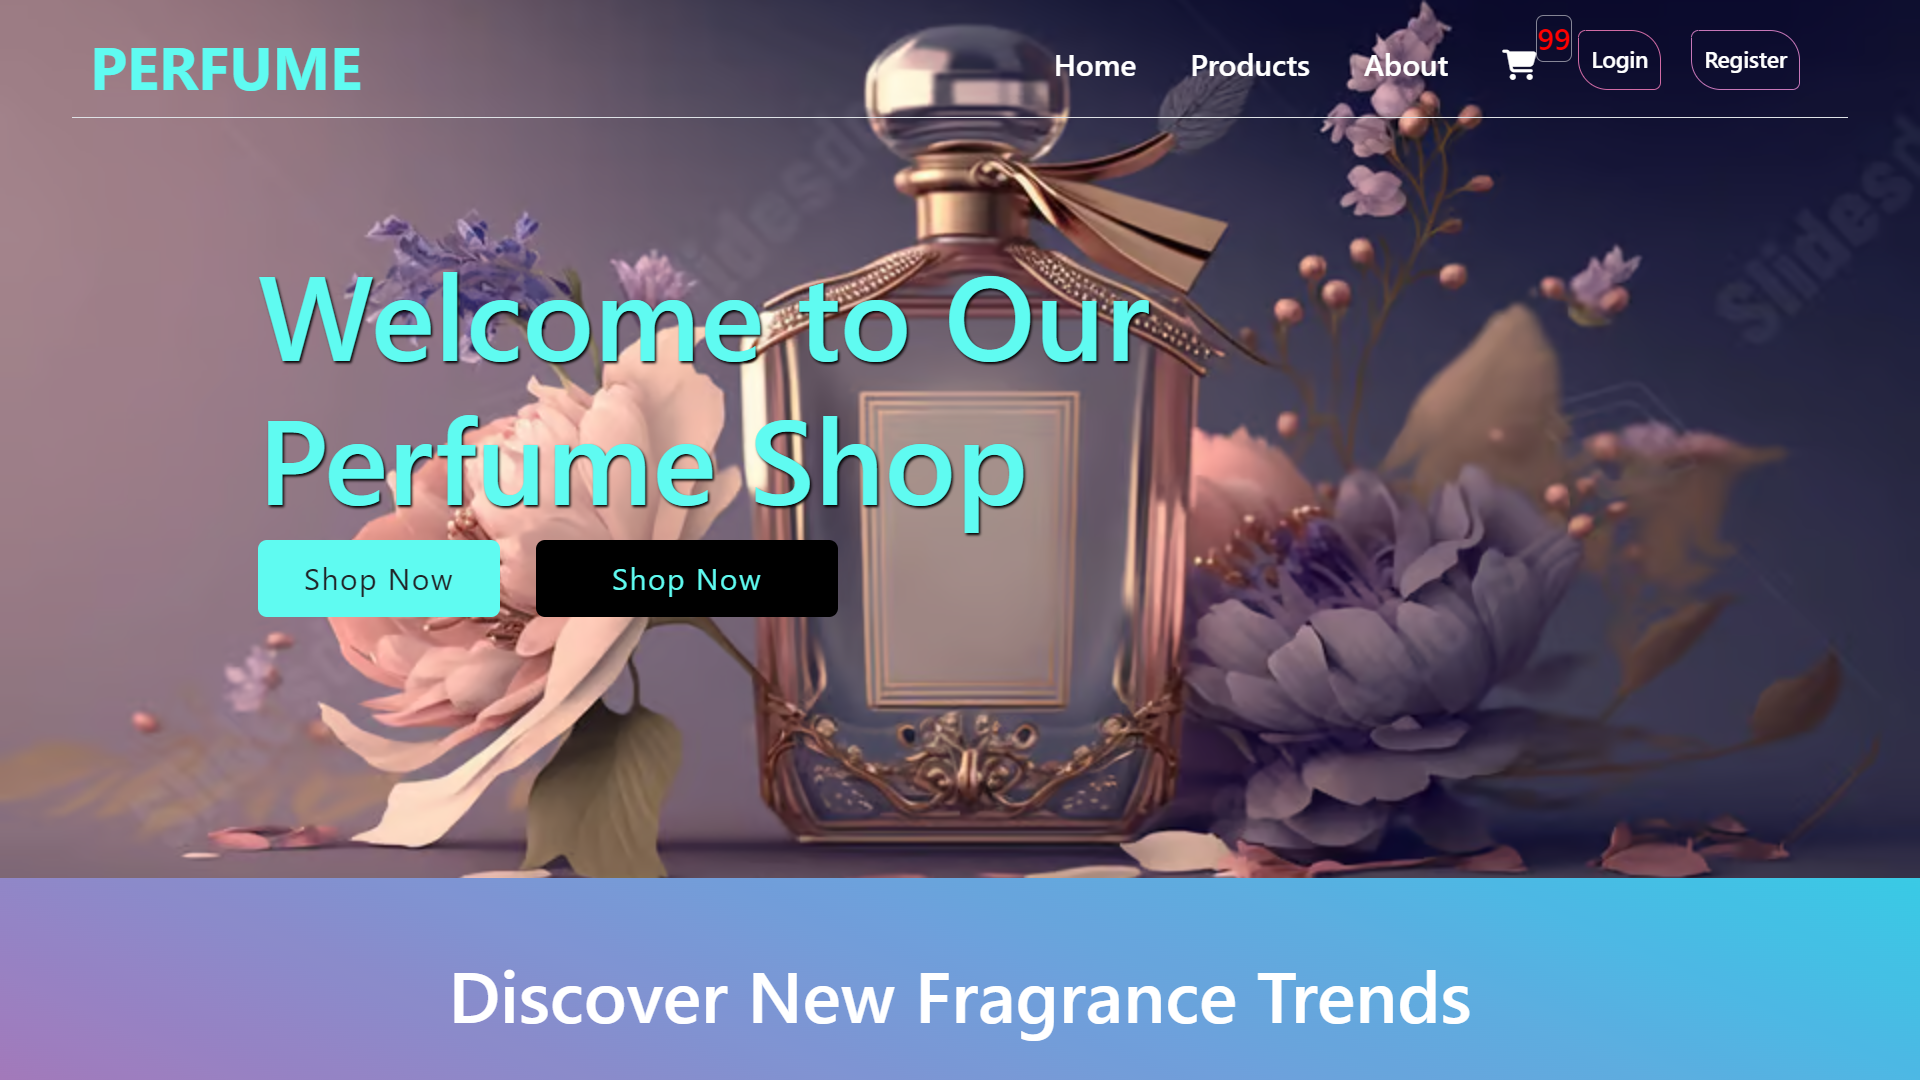 PERFUME
Home
Products
About
99
Login
Register
Welcome to Our
Perfume Shop
Shop Now
Shop Now
Discover New Fragrance Trends